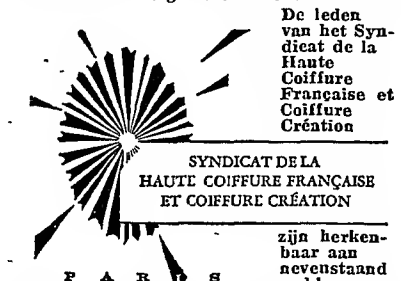 De leden
van het Syn-
dicat de la
Haute
Coiffure
Française et
Coiffure
Création
SYNDICAT DE LA
HAUTE COIFFURE FRANÇAISE
ET COIFFURE CRÉATION
zijn herken-
baar aan
nevenstaand
P A R I S